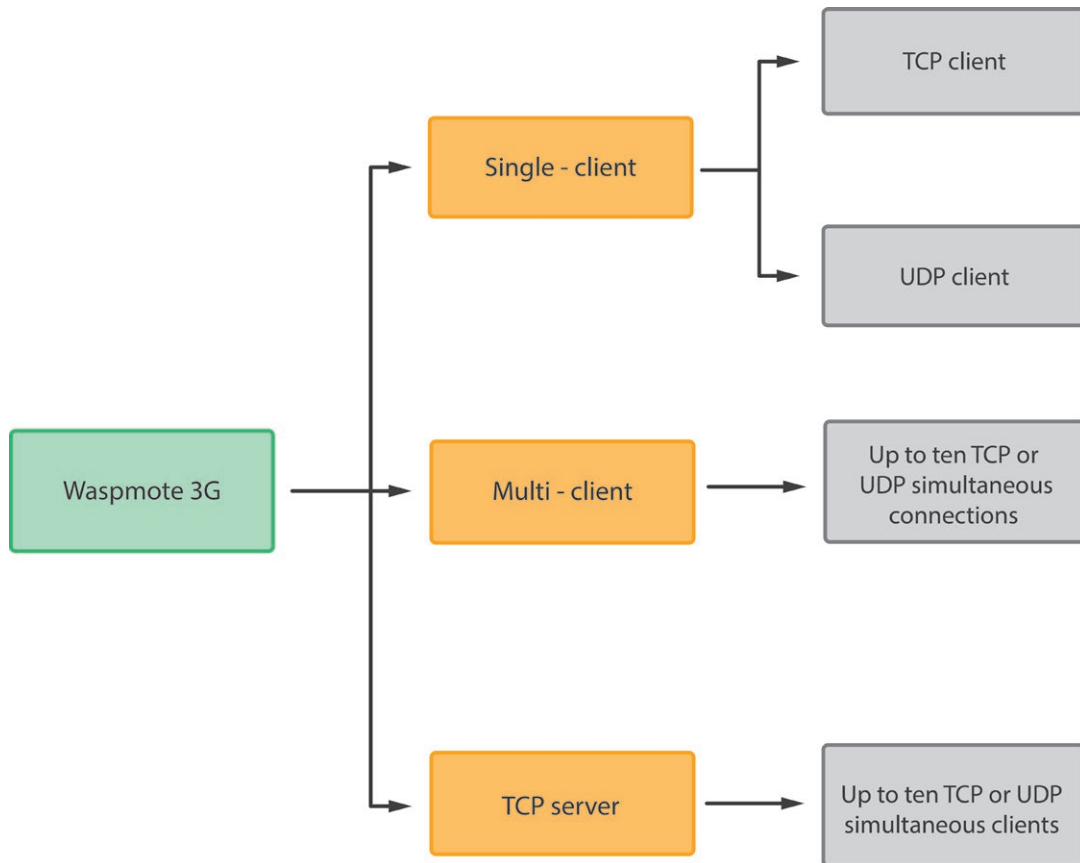 TCP client
Single - client
UDP client
Waspmote 3G
Multi - client
Up to ten TCP or
UDP simultaneous
connections
TCP server
Up to ten TCP or UDP
simultaneous clients